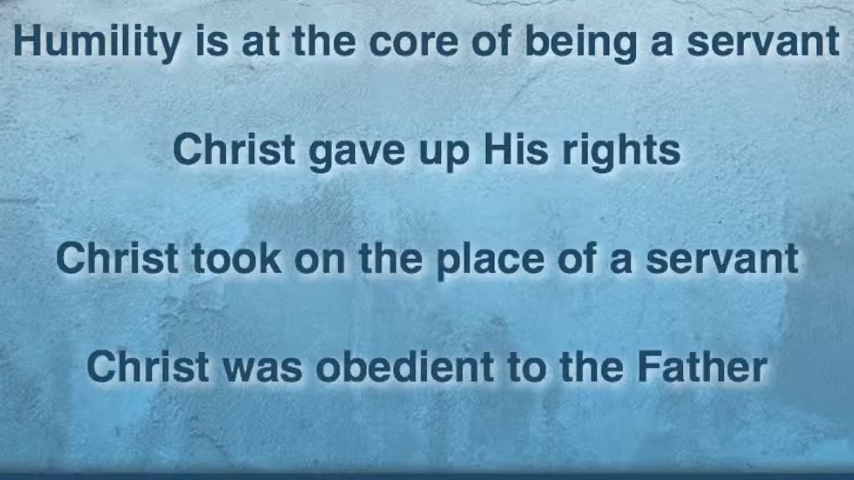 Humility is at the core of being a servant
Christ gave up His rights
Christ took on the place of a servant
Christ was obedient to the Father